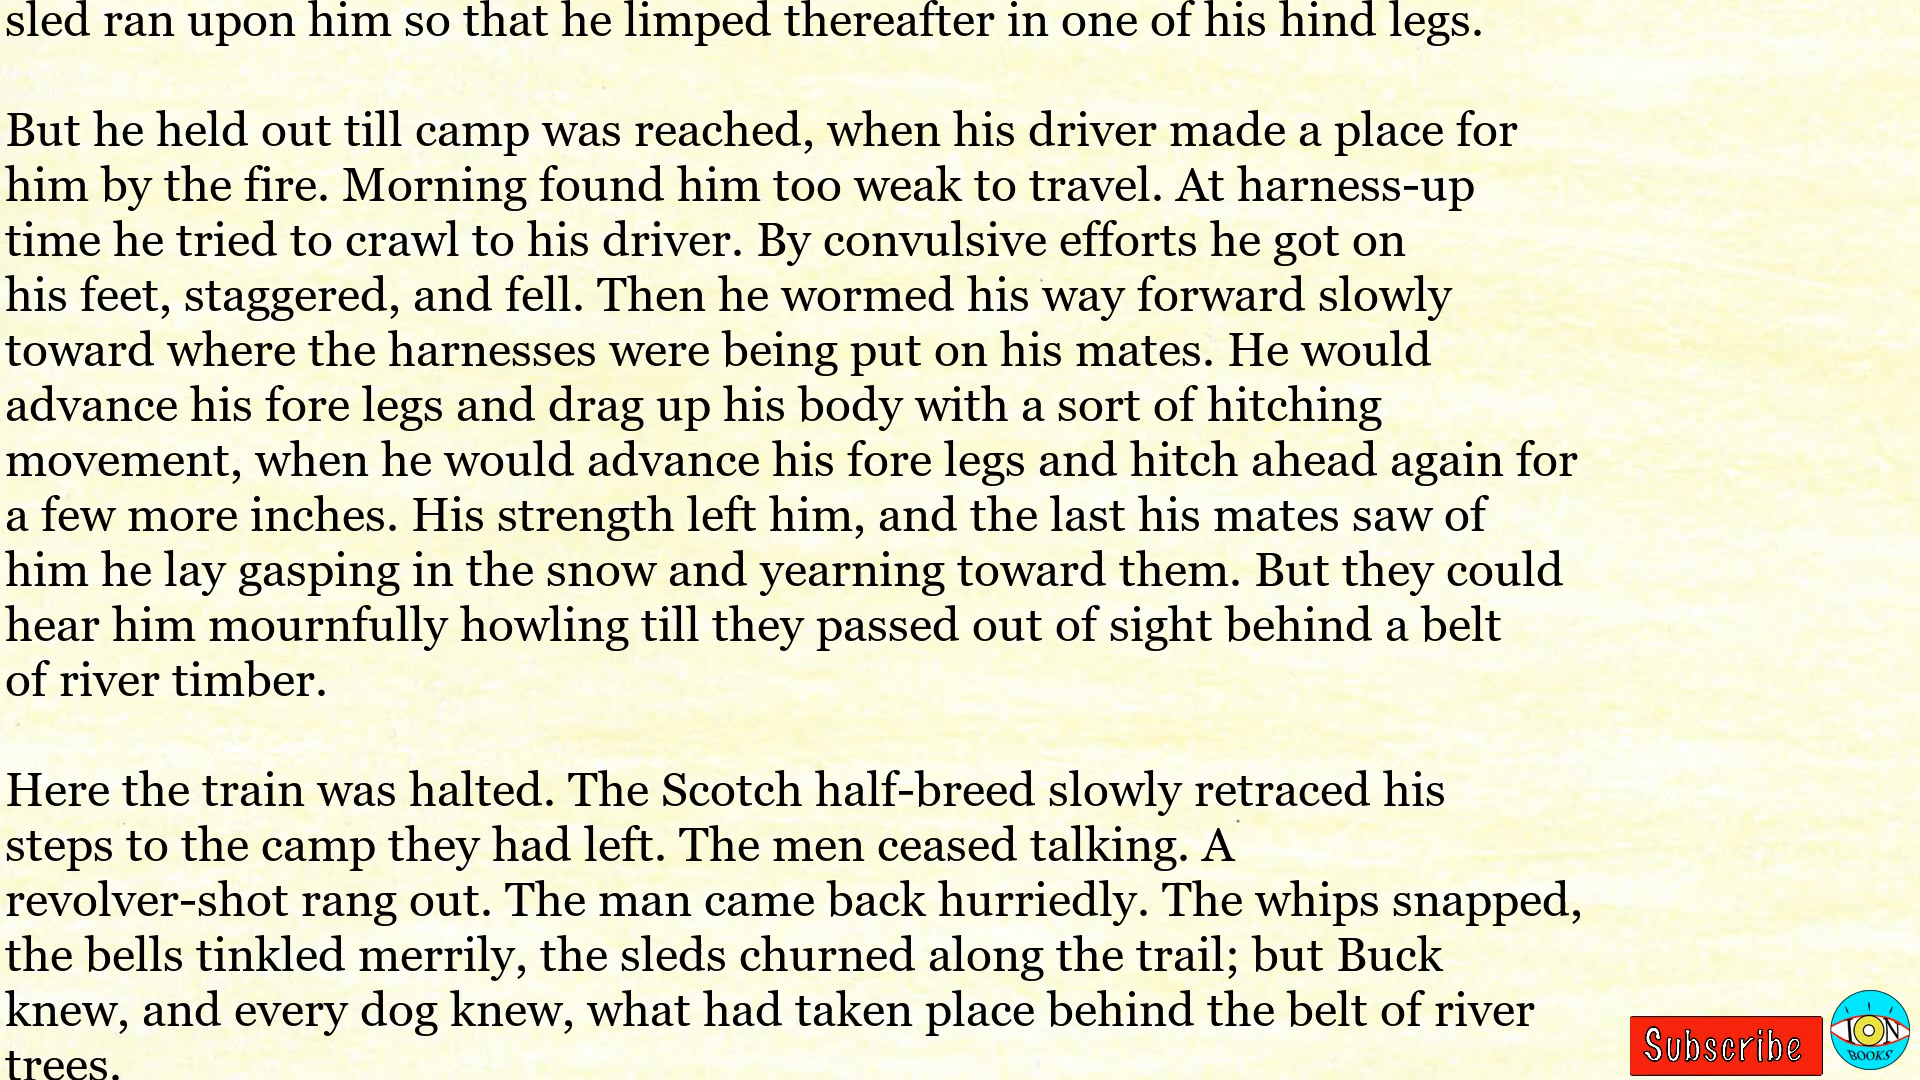 sled ran upon him so that he limped thereafter in one of his hind legs.
But he held out till camp was reached, when his driver made a place for
him by the fire. Morning found him too weak to travel. At harness-up
time he tried to crawl to his driver. By convulsive efforts he got on
his feet, staggered, and fell. Then he wormed his way forward slowly
toward where the harnesses were being put on his mates. He would
advance his fore legs and drag up his body with a sort of hitching
movement, when he would advance his fore legs and hitch ahead again for
a few more inches. His strength left him, and the last his mates saw of
him he lay gasping in the snow and yearning toward them. But they could
hear him mournfully howling till they passed out of sight behind a belt
of river timber.
Here the train was halted. The Scotch half-breed slowly retraced his
steps to the camp they had left. The men ceased talking. A
revolver-shot rang out. The man came back hurriedly. The whips snapped,
the bells tinkled merrily, the sleds churned along the trail; but Buck
knew, and every dog knew, what had taken place behind the belt of river
trees.
Subscribe
ION
BOOKS